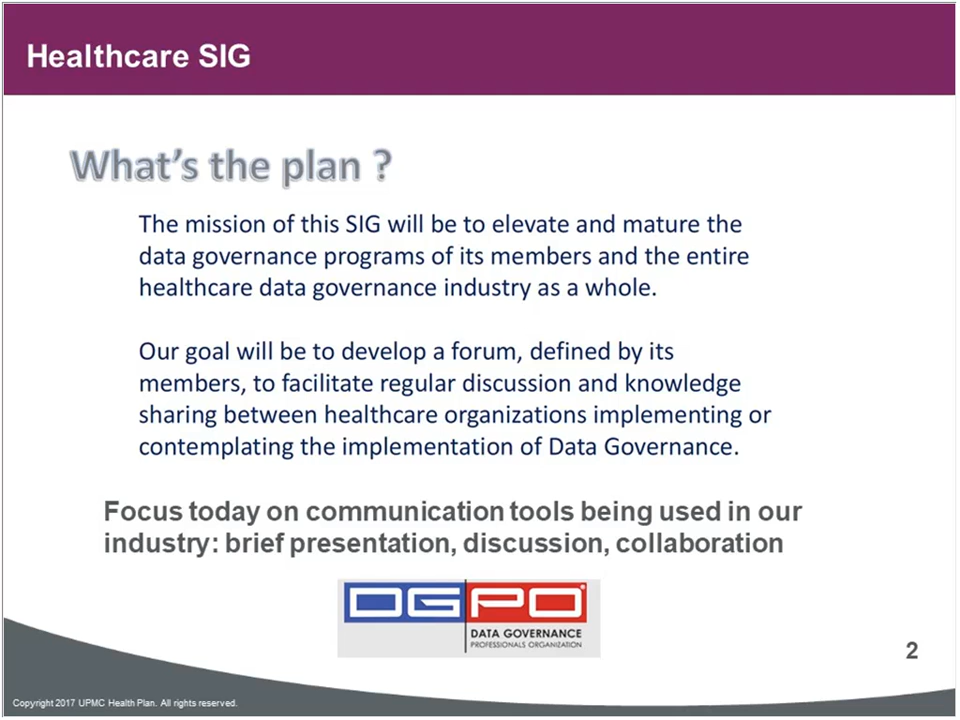 Healthcare SIG
What's the plan ?
The mission of this SIG will be to elevate and mature the
data governance programs of its members and the entire
healthcare data governance industry as a whole.
Our goal will be to develop a forum, defined by its
members, to facilitate regular discussion and knowledge
sharing between healthcare organizations implementing or
contemplating the implementation of Data Governance.
Focus today on communication tools being used in our
industry: brief presentation, discussion, collaboration
DGPO
DATA GOVERNANCE
PROFESSIONALS ORGANIZATION
2
Copyright 2017 UPMC Health Plan. All rights reserved.